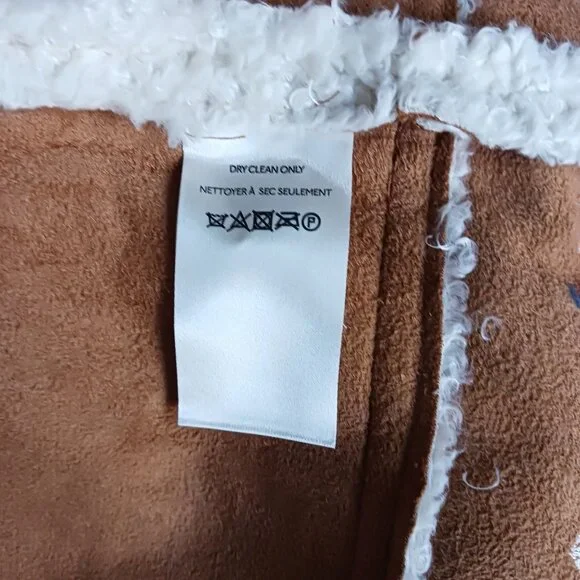 DRY CLEAN ONLY
NETTOYER À SEC SEULEMENT
P